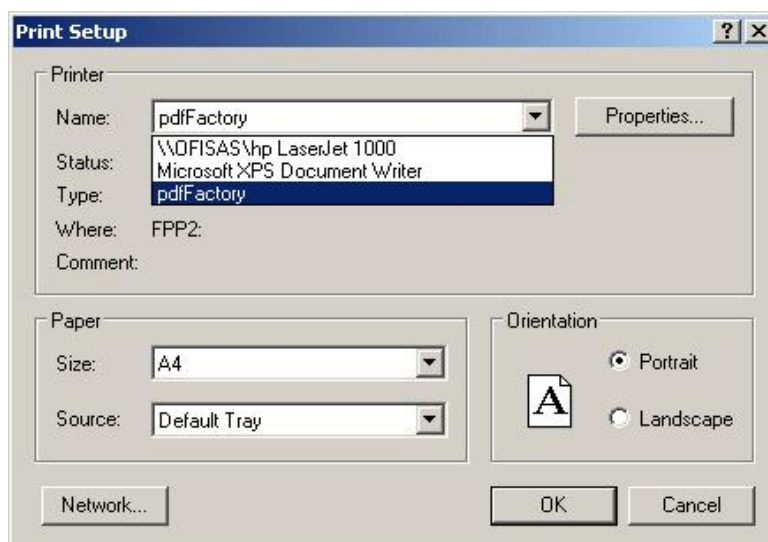 Print Setup
Printer
Name: pdfFactory Properties...
\\OFISAS\hp LaserJet 1000
Status: Microsoft XPS Document Writer
Type: pdfFactory
Where: FPP2:
Comment:
Paper
Size: A4
Source: Default Tray
Orientation
A
Portrait
Landscape
Network... OK Cancel